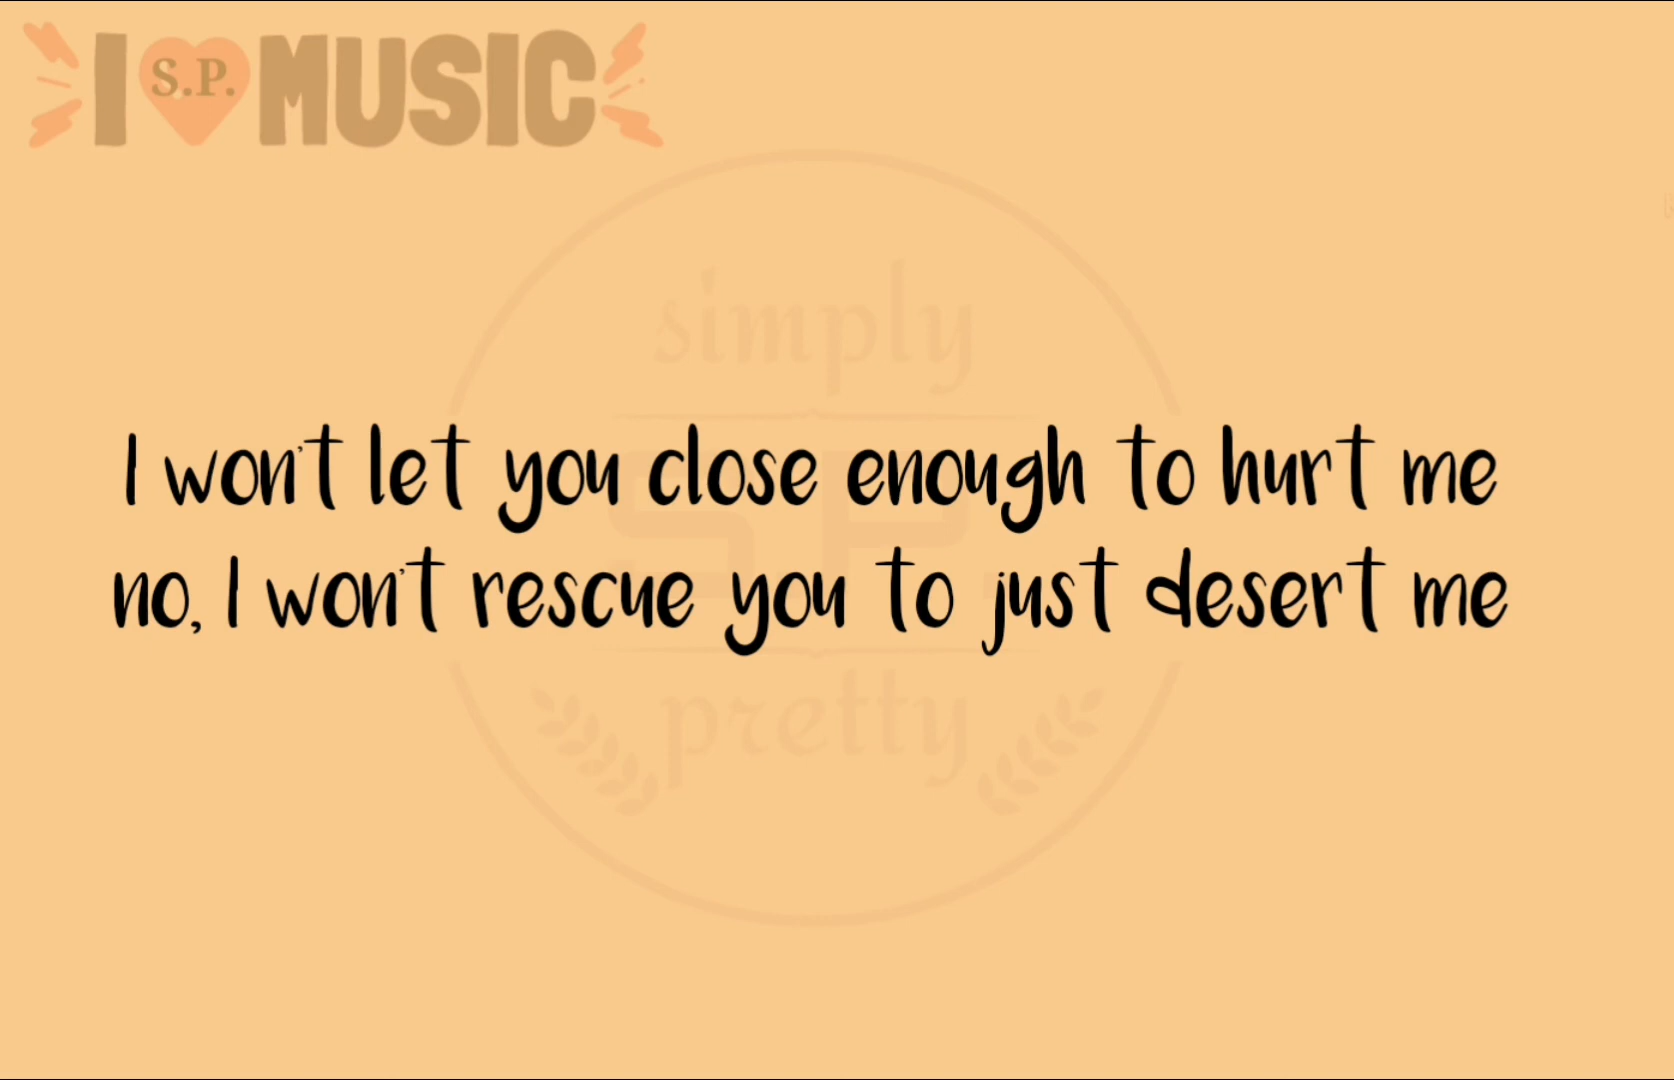 I S.P. MUSIC
simply
I won't let you close enough to hurt me
S.P.
no, I won't rescue you to just desert me
pretty